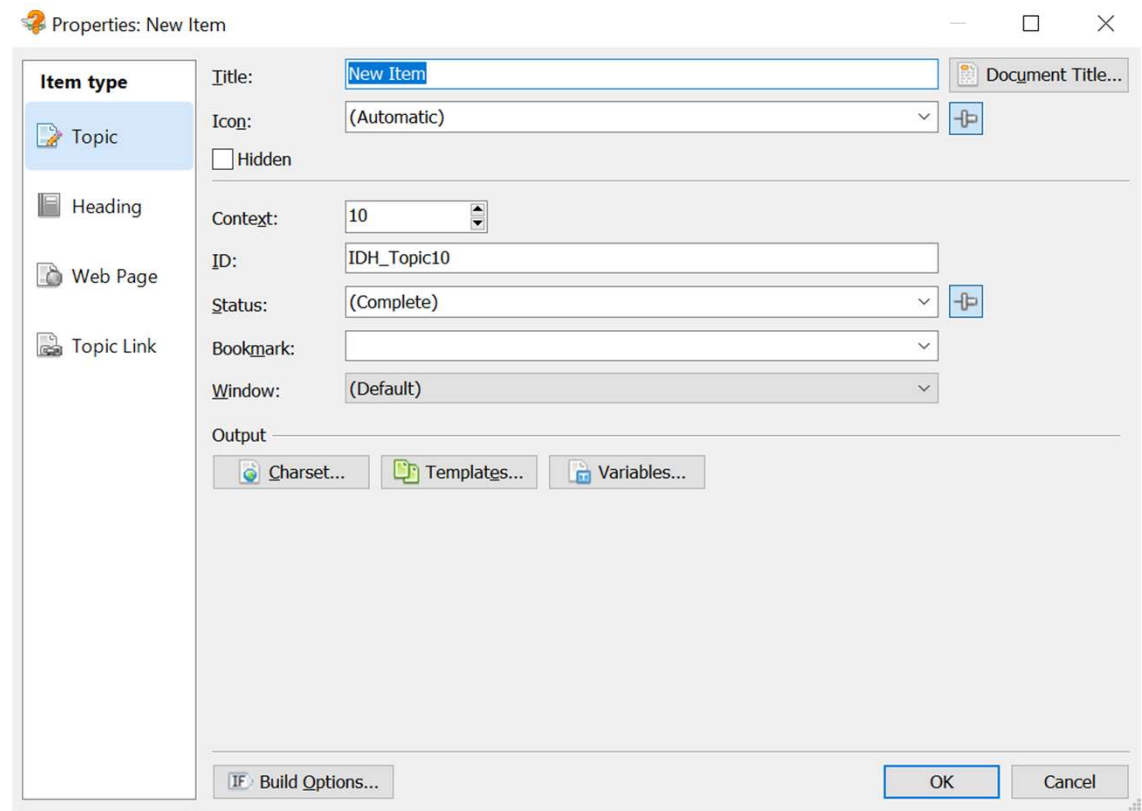 Properties: New Item
Item type
Topic
Heading
Web Page
Topic Link
Title: New Item Document Title...
Icon: (Automatic)
Hidden
Context: 10
ID: IDH_Topic10
Status: (Complete)
Bookmark:
Window: (Default)
Output
Charset... Templates... Variables...
IF Build Options... OK Cancel